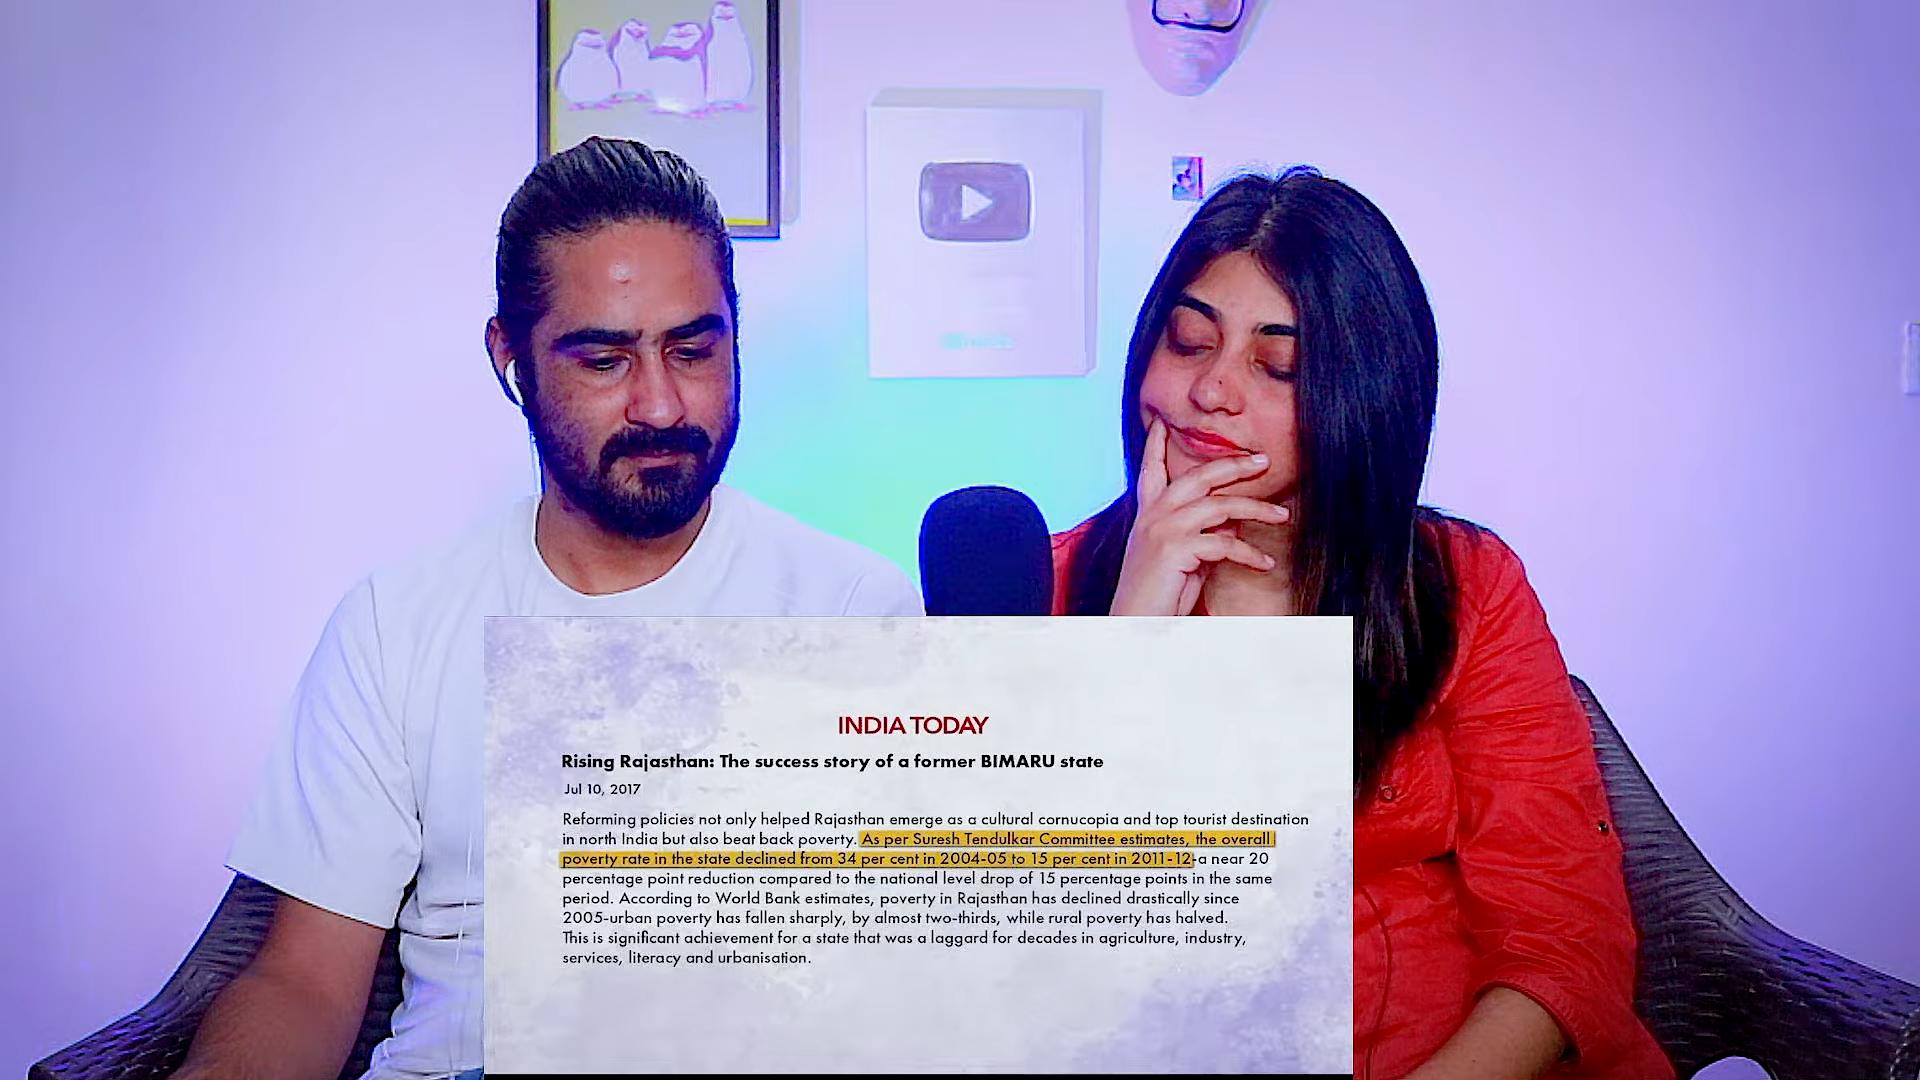 INDIA TODAY
Rising Rajasthan: The success story of a former BIMARU state
Jul 10, 2017
Reforming policies not only helped Rajasthan emerge as a cultural cornucopia and top tourist destination
in north India but also beat back poverty. As per Suresh Tendulkar Committee estimates, the overall
poverty rate in the state declined from 34 per cent in 2004-05 to 15 per cent in 2011-12-a near 20
percentage point reduction compared to the national level drop of 15 percentage points in the same
period. According to World Bank estimates, poverty in Rajasthan has declined drastically since
2005-urban poverty has fallen sharply, by almost two-thirds, while rural poverty has halved.
This is significant achievement for a state that was a laggard for decades in agriculture, industry,
services, literacy and urbanisation.